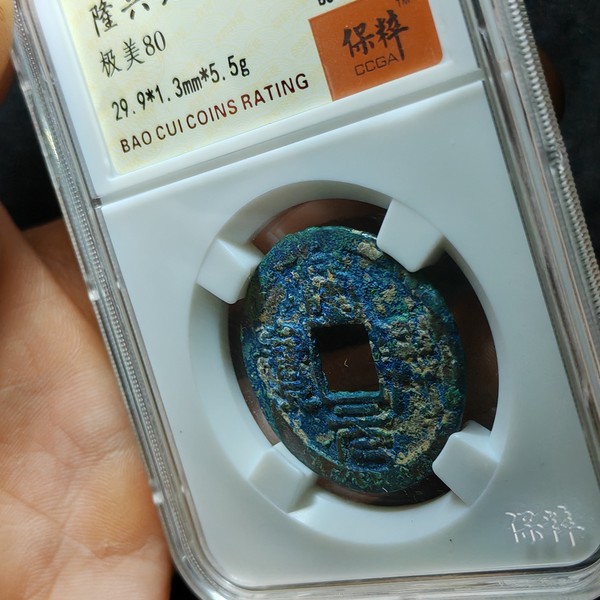 隆兴
极美80
29.9*1.3mm*5.5g
BAO CUI COINS RATING
保粹
CCGA
元
保粹